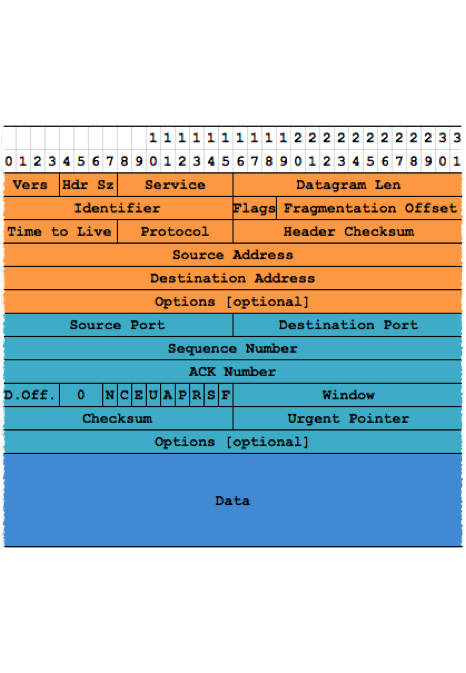 1 1 1 1 1 1 1 1 1 1 2 2 2 2 2 2 2 2 2 2 3 3
0 1 2 3 4 5 6 7 8 9 0 1 2 3 4 5 6 7 8 9 0 1 2 3 4 5 6 7 8 9 0 1
Vers Hdr Sz Service Datagram Len
Identifier Flags Fragmentation Offset
Time to Live Protocol Header Checksum
Source Address
Destination Address
Options [optional]
Source Port Destination Port
Sequence Number
ACK Number
D.Off. 0 N C E U A P R S F Window
Checksum Urgent Pointer
Options [optional]
Data